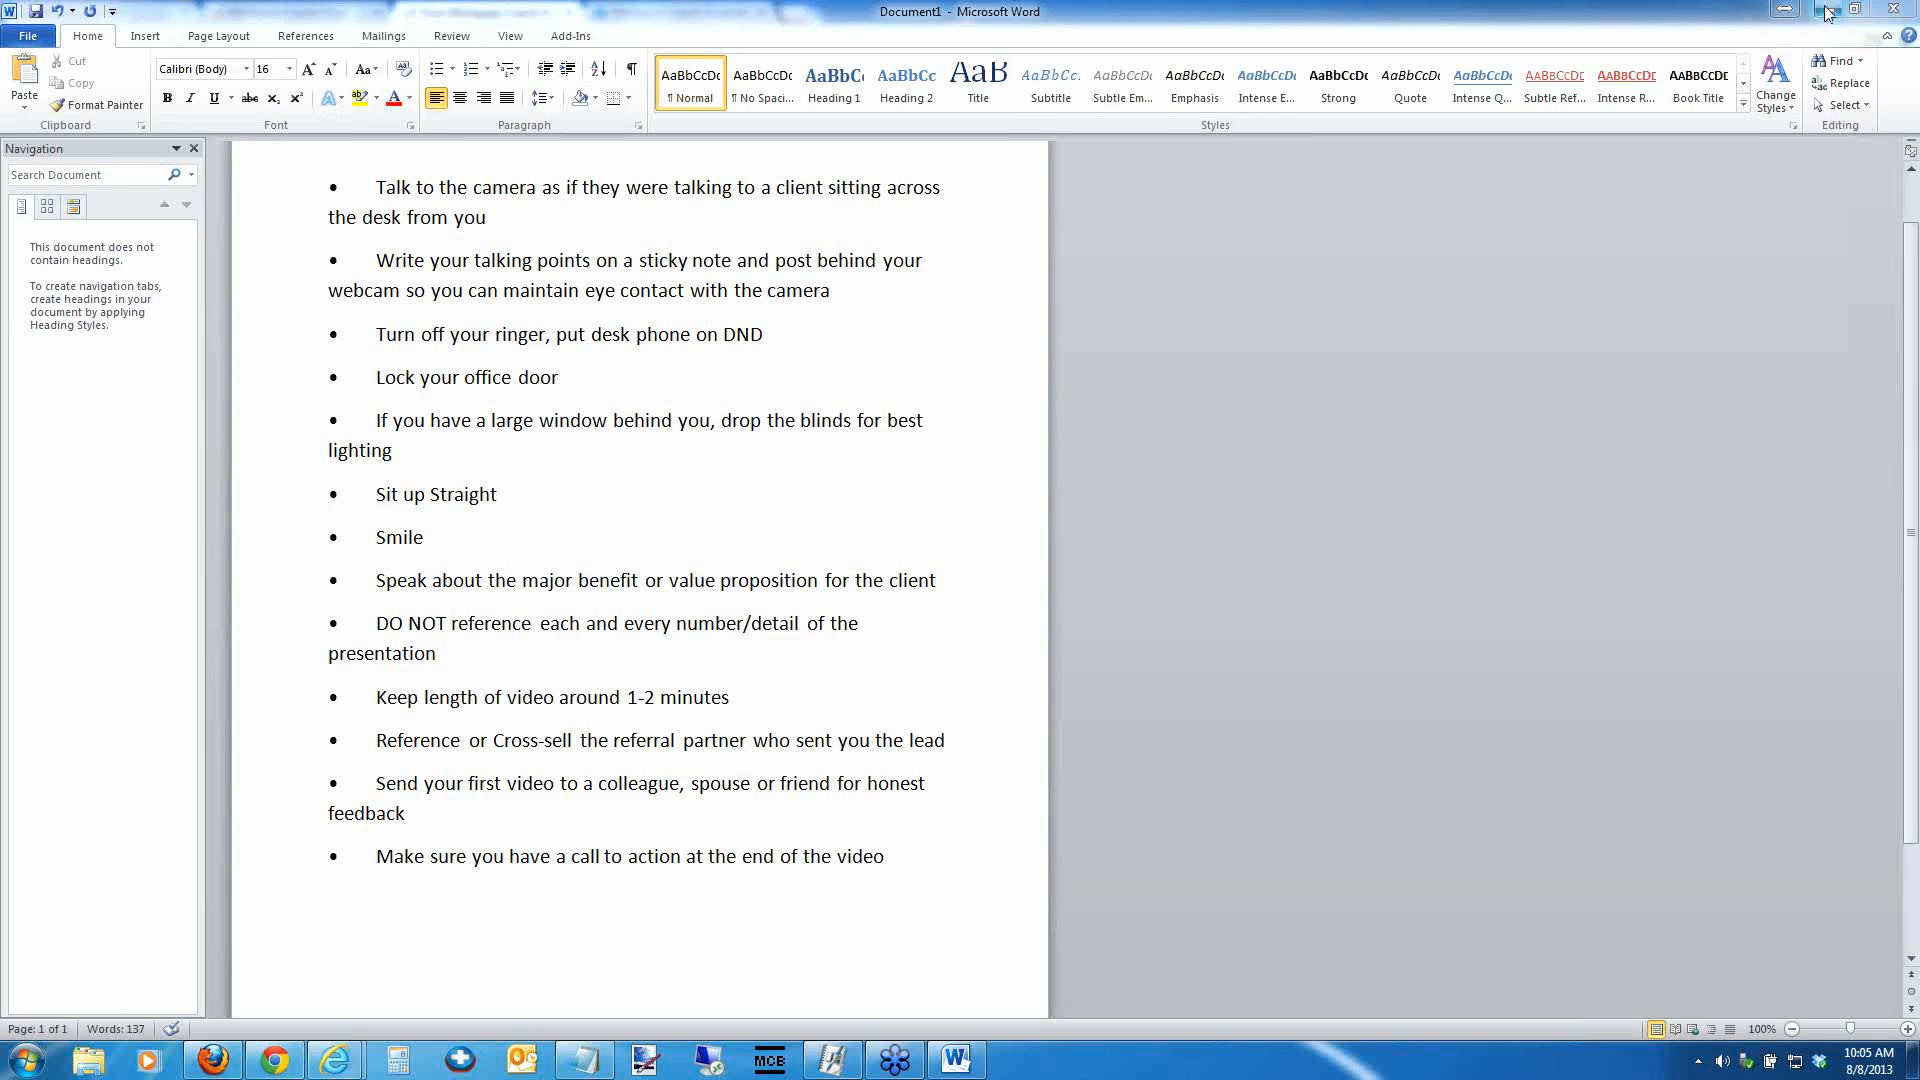 Document1 - Microsoft Word
File Home Insert Page Layout References Mailings Review View Add-Ins
Paste
Cut
Copy
Format Painter
Clipboard
Calibri (Body) 16
Font
Paragraph
AaBbCcDc AaBbCcDc AaBbCc AaBbCc AaB AaBbCc. AaBbCcDc AaBbCcDc AaBbCcDc AaBbCcDc AaBbCcDc AaBbCcDc AABBCCDE AABBCCDE AABBCCDE
¶ Normal ¶ No Spaci... Heading 1 Heading 2 Title Subtitle Subtle Em... Emphasis Intense E... Strong Quote Intense Q... Subtle Ref... Intense R... Book Title
Styles
Change
Styles
Find
Replace
Select
Editing
Navigation
Search Document
This document does not
contain headings.
To create navigation tabs,
create headings in your
document by applying
Heading Styles.
• Talk to the camera as if they were talking to a client sitting across
the desk from you
• Write your talking points on a sticky note and post behind your
webcam so you can maintain eye contact with the camera
• Turn off your ringer, put desk phone on DND
• Lock your office door
• If you have a large window behind you, drop the blinds for best
lighting
• Sit up Straight
• Smile
• Speak about the major benefit or value proposition for the client
• DO NOT reference each and every number/detail of the
presentation
• Keep length of video around 1-2 minutes
• Reference or Cross-sell the referral partner who sent you the lead
• Send your first video to a colleague, spouse or friend for honest
feedback
• Make sure you have a call to action at the end of the video
Page: 1 of 1 Words: 137
100%
MCB
10:05 AM
8/8/2013